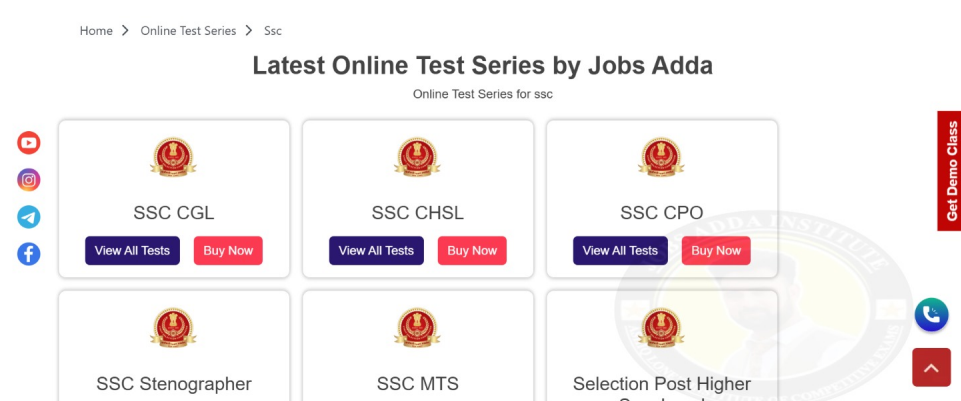 Home > Online Test Series > Ssc
Latest Online Test Series by Jobs Adda
Online Test Series for ssc
SSC CGL
View All Tests Buy Now
SSC CHSL
View All Tests Buy Now
SSC CPO
View All Tests Buy Now
SSC Stenographer
SSC MTS
Selection Post Higher
Get Demo Class
ADDA INSTITUTE